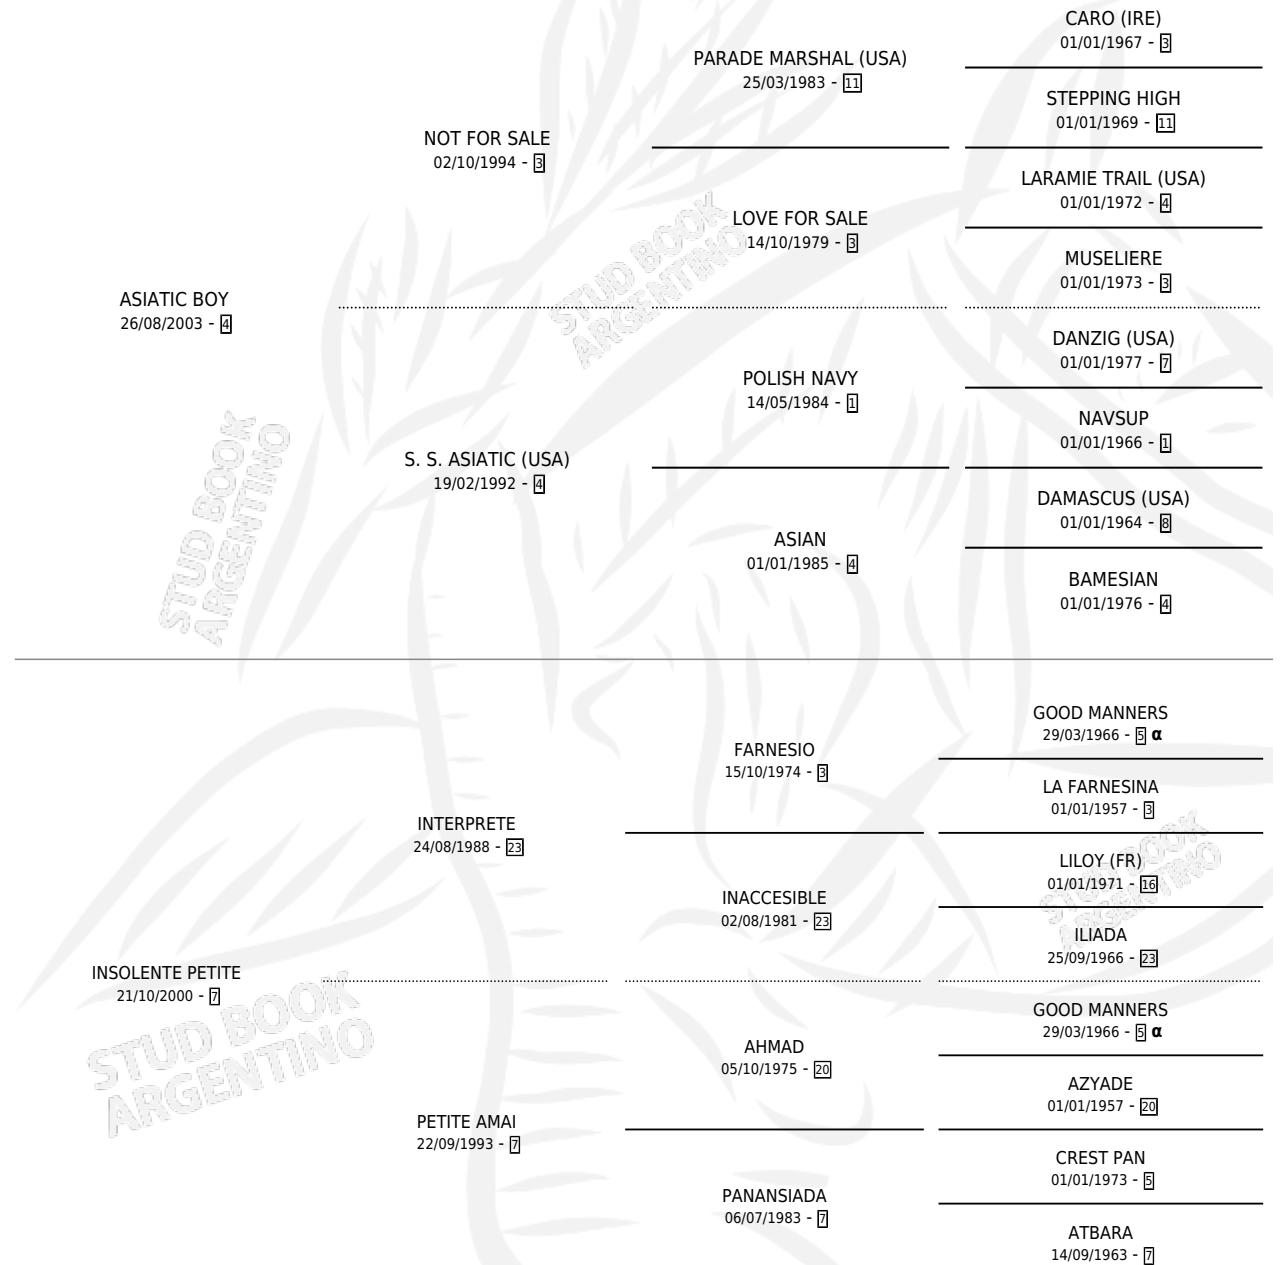 CARO (IRE)
01/01/1967 - 3
PARADE MARSHAL (USA)
25/03/1983 - 11
STEPPING HIGH
01/01/1969 - 11
NOT FOR SALE
02/10/1994 - 3
LARAMIE TRAIL (USA)
01/01/1972 - 4
LOVE FOR SALE
14/10/1979 - 3
MUSELIERE
01/01/1973 - 3
STUD BOOK
ARGENTINO
ASIATIC BOY
26/08/2003 - 4
DANZIG (USA)
01/01/1977 - 7
POLISH NAVY
14/05/1984 - 1
NAVSUP
01/01/1966 - 1
S. S. ASIATIC (USA)
19/02/1992 - 4
DAMASCUS (USA)
01/01/1964 - 8
ASIAN
01/01/1985 - 4
BAMESIAN
01/01/1976 - 4
STUD BOOK
ARGENTINO
GOOD MANNERS
29/03/1966 - 5 α
FARNESIO
15/10/1974 - 3
LA FARNESINA
01/01/1957 - 3
INTERPRETE
24/08/1988 - 23
LILOY (FR)
01/01/1971 - 16
INACCESIBLE
02/08/1981 - 23
ILIADA
25/09/1966 - 23
STUD BOOK
ARGENTINO
INSOLENTE PETITE
21/10/2000 - 7
GOOD MANNERS
29/03/1966 - 5 α
AHMAD
05/10/1975 - 20
AZYADE
01/01/1957 - 20
PETITE AMAI
22/09/1993 - 7
CREST PAN
01/01/1973 - 5
PANANSIADA
06/07/1983 - 7
ATBARA
14/09/1963 - 7
STUD BOOK
ARGENTINO